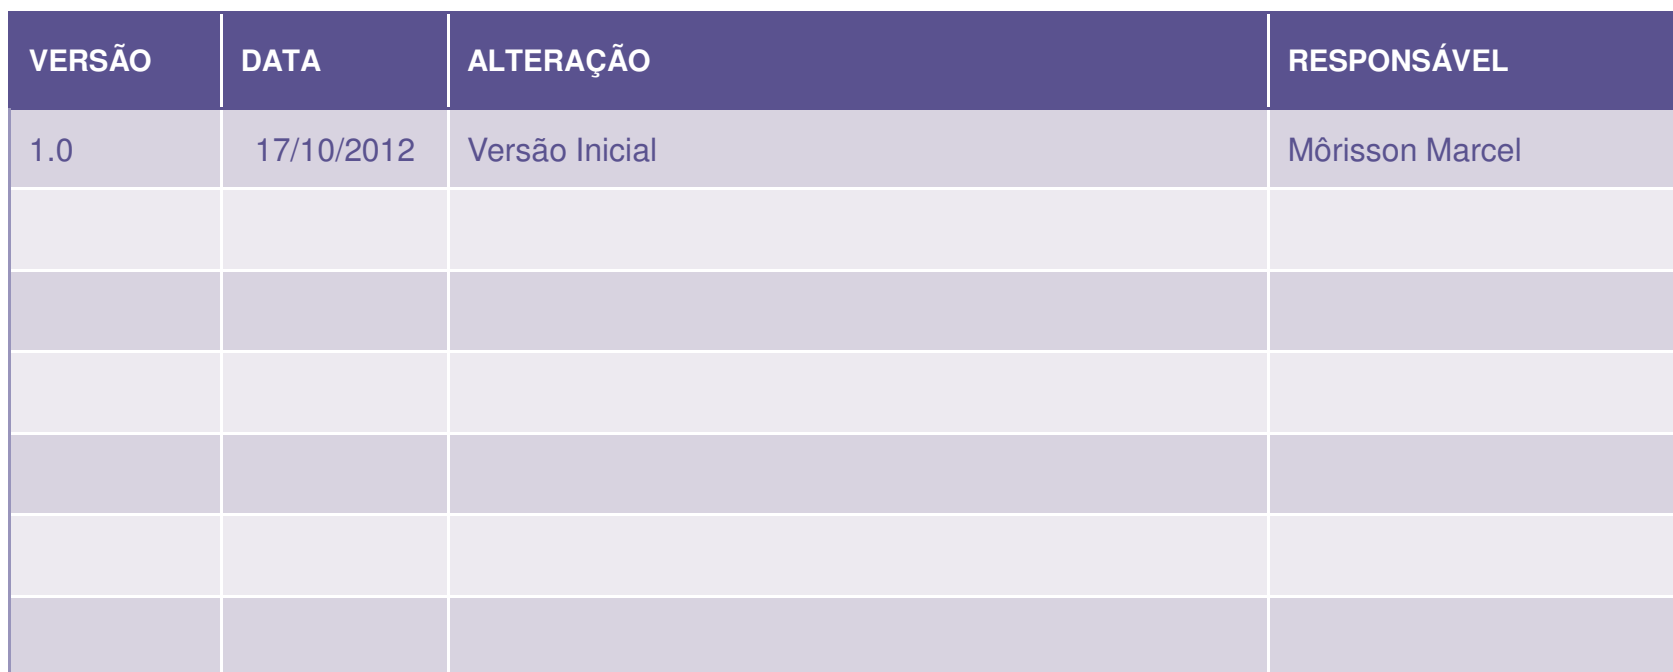 VERSÃO DATA ALTERAÇÃO RESPONSÁVEL
1.0 17/10/2012 Versão Inicial Môrisson Marcel